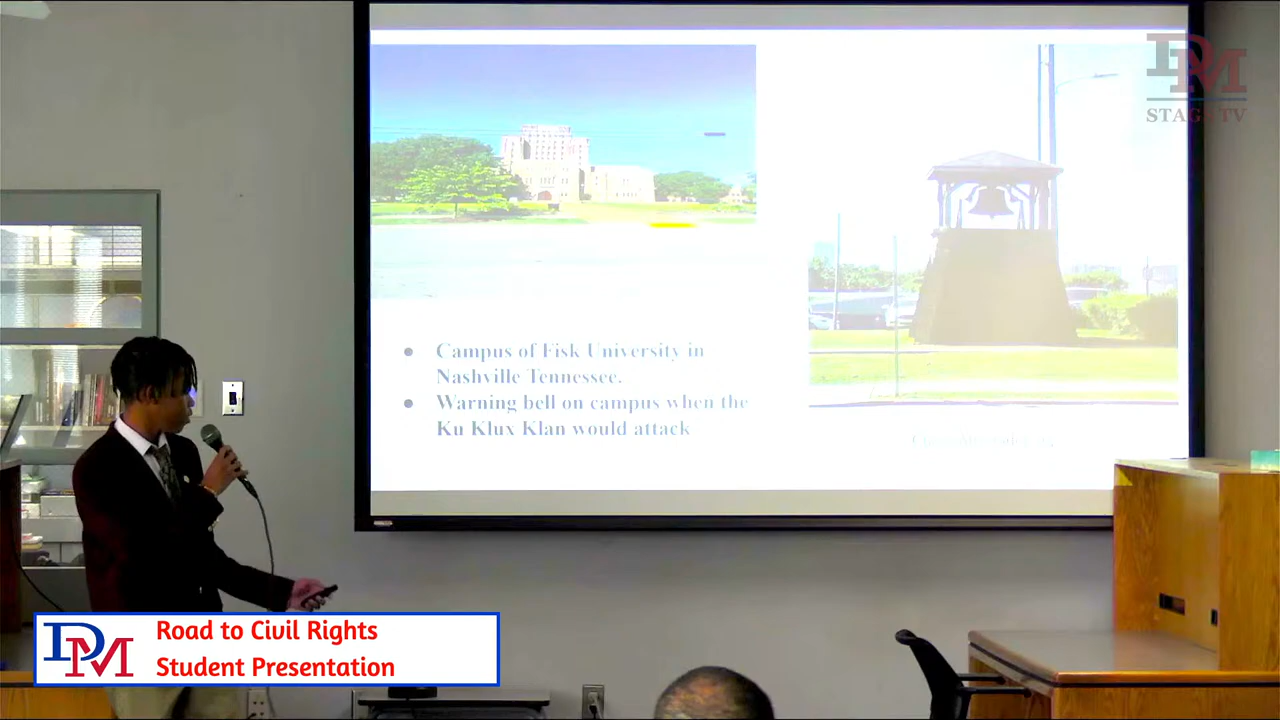 DM
STAGS TV
● Campus of Fisk University in
Nashville Tennessee.
● Warning bell on campus when the
Ku Klux Klan would attack
DM
Road to Civil Rights
Student Presentation